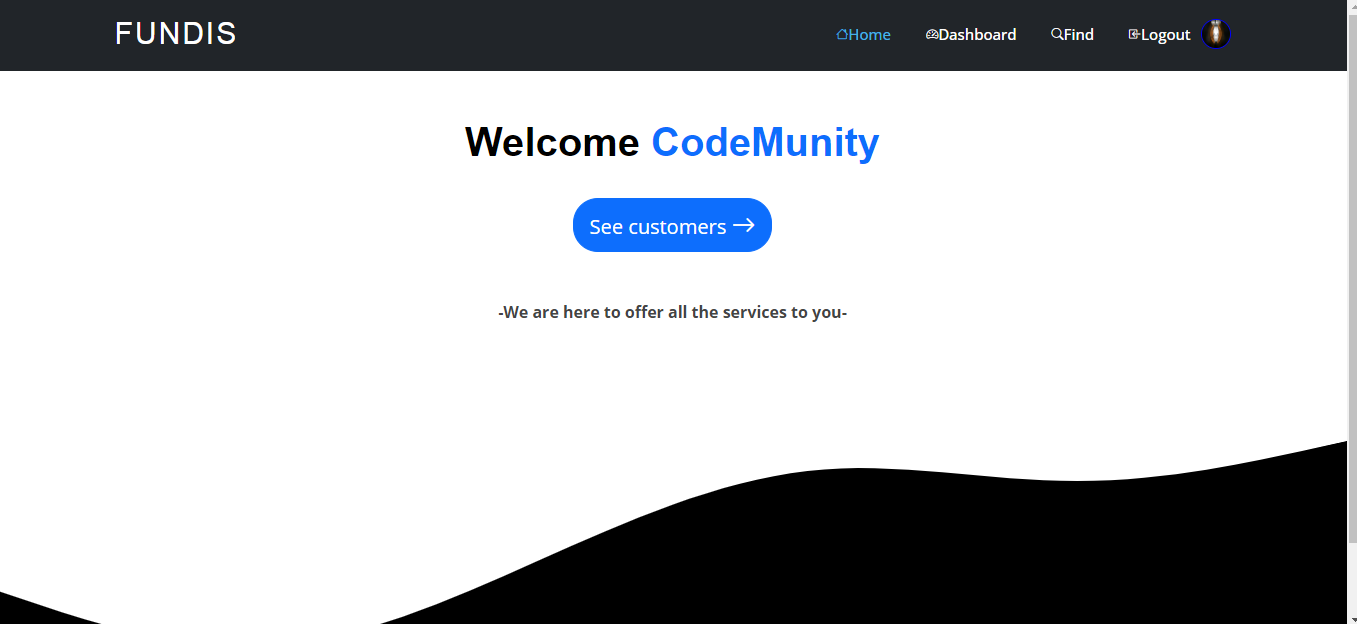 FUNDIS
Home Dashboard Find Logout
Welcome CodeMunity
See customers →
-We are here to offer all the services to you-